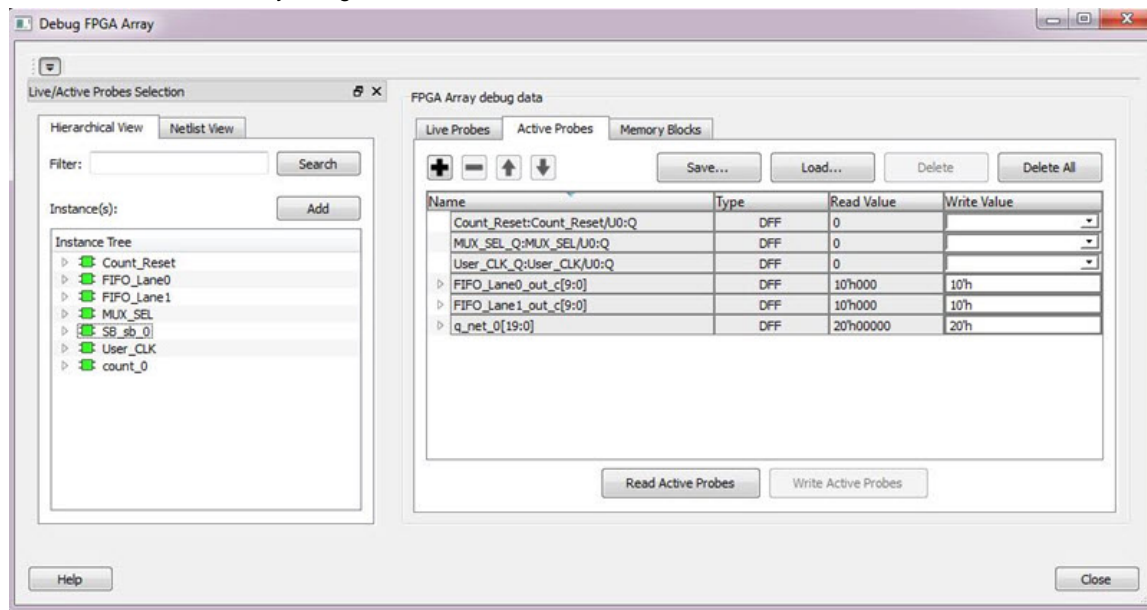 Debug FPGA Array
Live/Active Probes Selection
Hierarchical View Netlist View
Filter: Search
Instance(s): Add
Instance Tree
Count_Reset
FIFO_Lane0
FIFO_Lane1
MUX_SEL
SB_sb_0
User_CLK
count_0
FPGA Array debug data
Live Probes Active Probes Memory Blocks
Save... Load... Delete Delete All
Name Type Read Value Write Value
Count_Reset:Count_Reset/U0:Q DFF 0
MUX_SEL_Q:MUX_SEL/U0:Q DFF 0
User_CLK_Q:User_CLK/U0:Q DFF 0
FIFO_Lane0_out_c[9:0] DFF 10'h000 10'h
FIFO_Lane1_out_c[9:0] DFF 10'h000 10'h
q_net_0[19:0] DFF 20'h00000 20'h
Read Active Probes Write Active Probes
Help Close